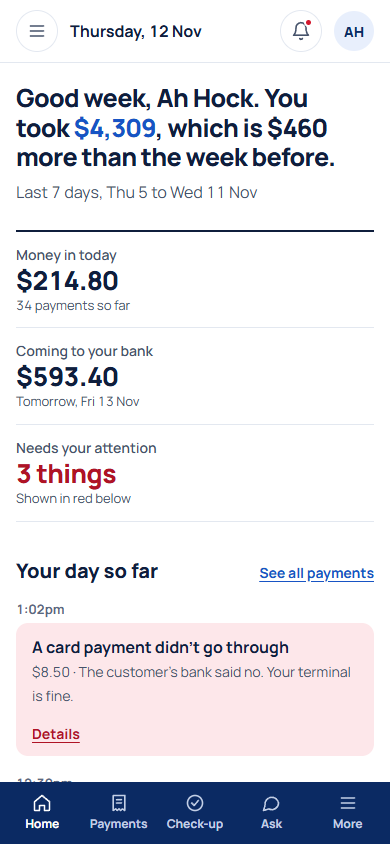 Thursday, 12 Nov
AH
Good week, Ah Hock. You
took $4,309, which is $460
more than the week before.
Last 7 days, Thu 5 to Wed 11 Nov
Money in today
$214.80
34 payments so far
Coming to your bank
$593.40
Tomorrow, Fri 13 Nov
Needs your attention
3 things
Shown in red below
Your day so far
See all payments
1:02pm
A card payment didn't go through
$8.50 · The customer's bank said no. Your terminal
is fine.
Details
Home
Payments
Check-up
Ask
More